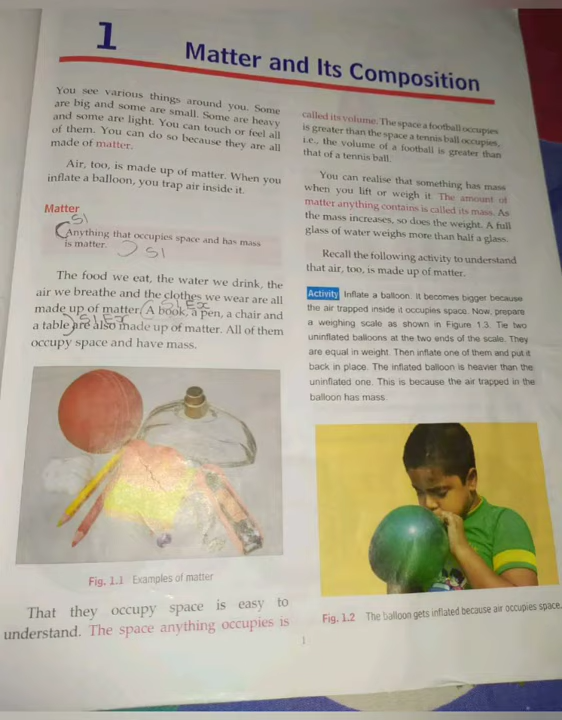 1
Matter and Its Composition
You see various things around you. Some
are big and some are small. Some are heavy
and some are light. You can touch or feel all
of them. You can do so because they are all
made of matter.
Air, too, is made up of matter. When you
inflate a balloon, you trap air inside it.
Matter
S1
Anything that occupies space and has mass
is matter.
S1
The food we eat, the water we drink, the
air we breathe and the clothes we wear are all
S1 Ex
made up of matter. A book, a pen, a chair and
S1 Ex
a table are also made up of matter. All of them
occupy space and have mass.
Fig. 1.1 Examples of matter
That they occupy space is easy to
understand. The space anything occupies is
called its volume. The space a football occupies
is greater than the space a tennis ball occupies,
i.e., the volume of a football is greater than
that of a tennis ball.
You can realise that something has mass
when you lift or weigh it. The amount of
matter anything contains is called its mass. As
the mass increases, so does the weight. A full
glass of water weighs more than half a glass.
Recall the following activity to understand
that air, too, is made up of matter.
Activity Inflate a balloon. It becomes bigger because
the air trapped inside it occupies space. Now, prepare
a weighing scale as shown in Figure 1.3. Tie two
uninflated balloons at the two ends of the scale. They
are equal in weight. Then inflate one of them and put it
back in place. The inflated balloon is heavier than the
uninflated one. This is because the air trapped in the
balloon has mass.
Fig. 1.2 The balloon gets inflated because air occupies space.
1